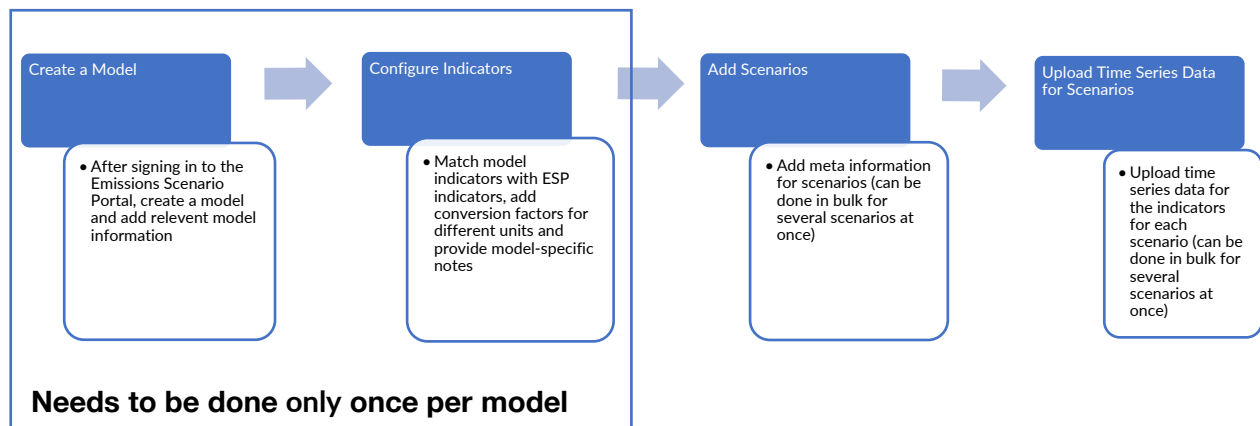 Create a Model
• After signing in to the
Emissions Scenario
Portal, create a model
and add relevent model
information
Configure Indicators
• Match model
indicators with ESP
indicators, add
conversion factors for
different units and
provide model-specific
notes
Needs to be done only once per model
Add Scenarios
• Add meta information
for scenarios (can be
done in bulk for
several scenarios at
once)
Upload Time Series Data
for Scenarios
• Upload time
series data for
the indicators
for each
scenario (can be
done in bulk for
several
scenarios at
once)